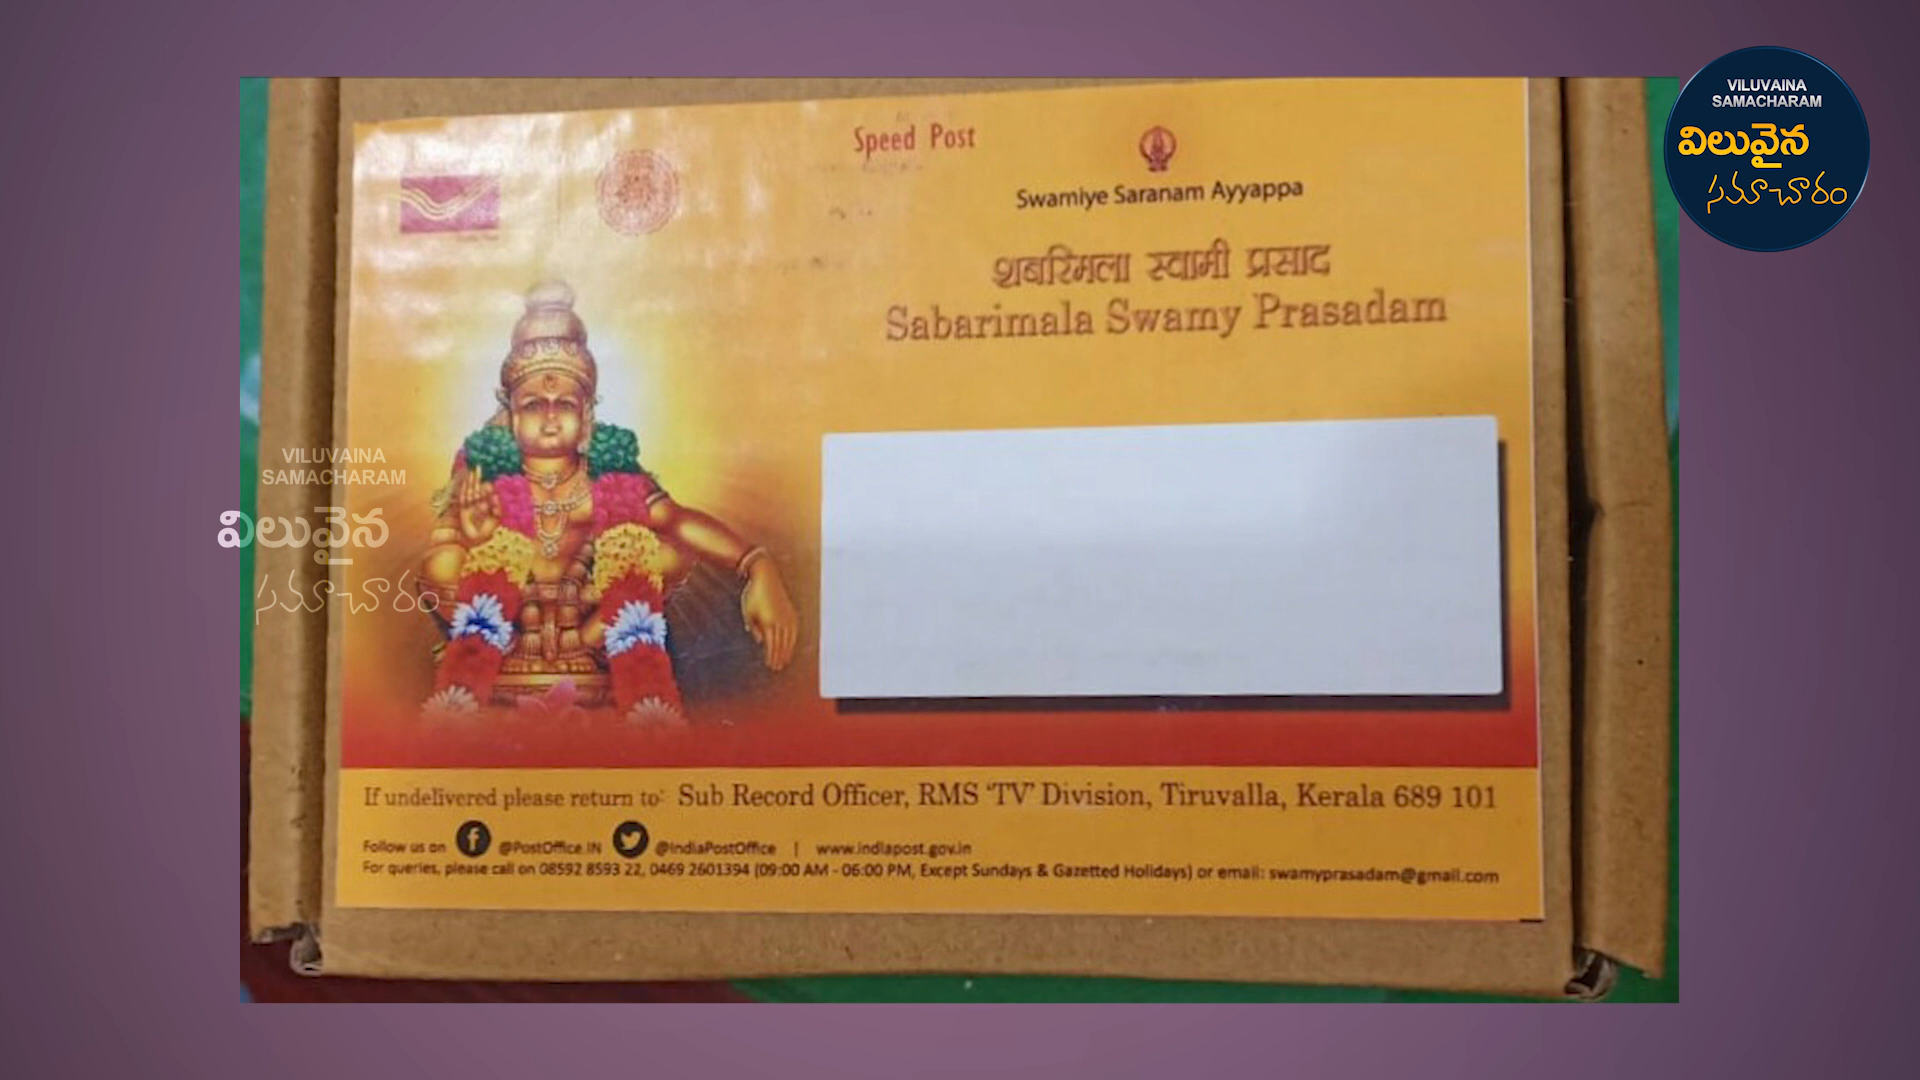 VILUVAINA
SAMACHARAM
విలువైన
సమాచారం
Speed Post
Swamiye Saranam Ayyappa
शबरिमला स्वामी प्रसाद
Sabarimala Swamy Prasadam
VILUVAINA
SAMACHARAM
విలువైన
సమాచారం
If undelivered please return to: Sub Record Officer, RMS 'TV' Division, Tiruvalla, Kerala 689 101
Follow us on @PostOffice.IN @IndiaPostOffice | www.indiapost.gov.in
For queries, please call on 08592 8593 22, 0469 2601394 (09:00 AM - 06:00 PM, Except Sundays & Gazetted Holidays) or email: swamyprasadam@gmail.com